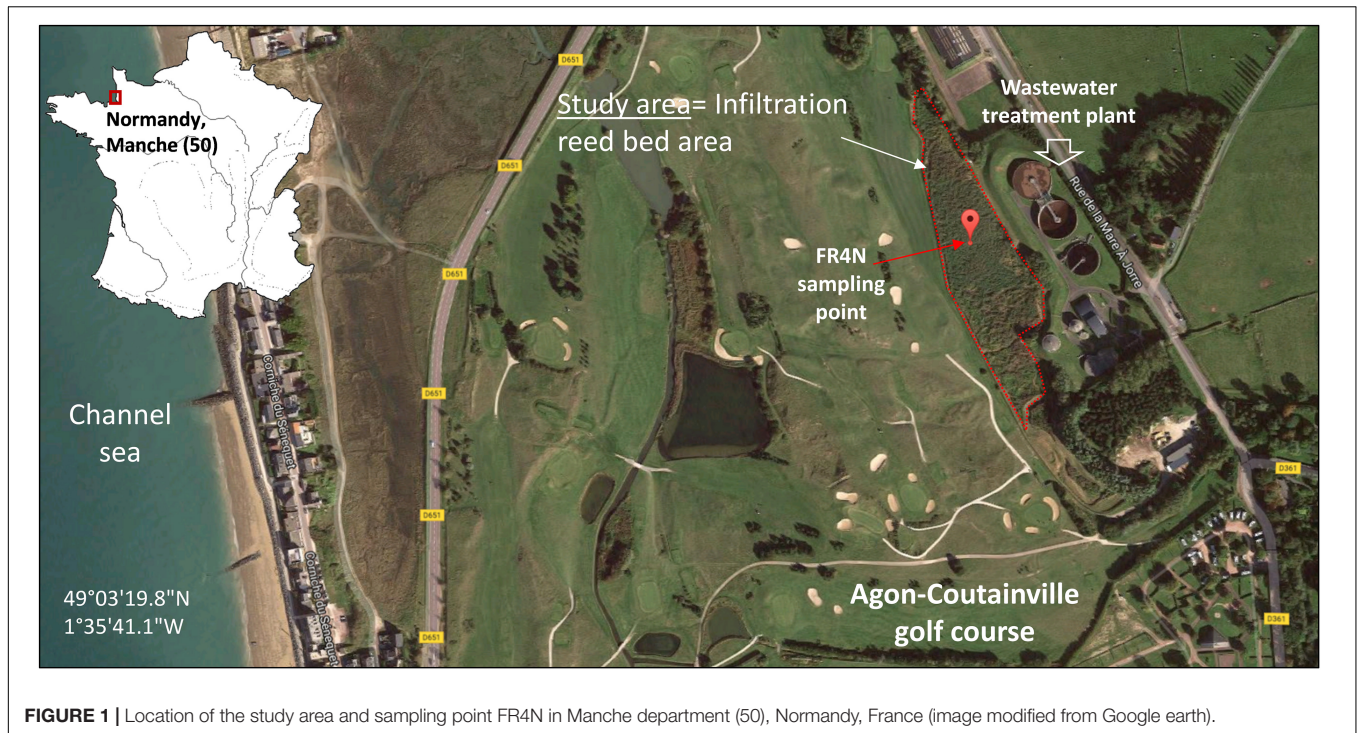 Normandy,
Manche (50)
Study area= Infiltration
reed bed area
Wastewater
treatment plant
FR4N
sampling
point
Channel
sea
49°03'19.8"N
1°35'41.1"W
Agon-Coutainville
golf course
D651
D651
D651
D651
D651
D651
Rue de la Mare À Jorre
Corniche du Sénequet
Corniche du Sénequet
D361
D361
FIGURE 1 | Location of the study area and sampling point FR4N in Manche department (50), Normandy, France (image modified from Google earth).